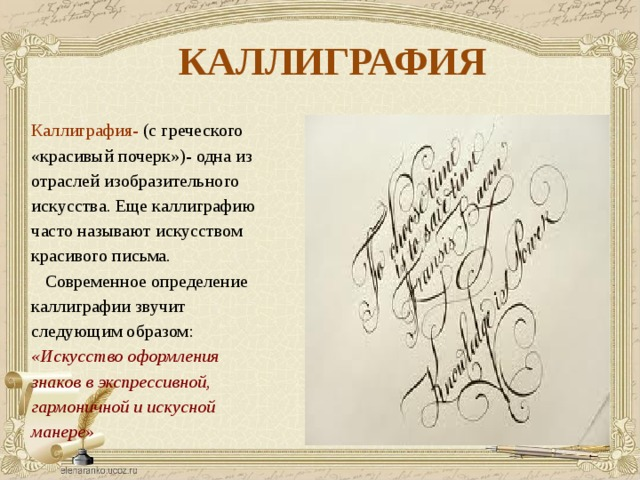 КАЛЛИГРАФИЯ
Каллиграфия- (с греческого
«красивый почерк»)- одна из
отраслей изобразительного
искусства. Еще каллиграфию
часто называют искусством
красивого письма.
Современное определение
каллиграфии звучит
следующим образом:
«Искусство оформления
знаков в экспрессивной,
гармоничной и искусной
манере»
To choose time
is to save time
Fransis Bacon
Knowledge is Power
elenaranko.ucoz.ru